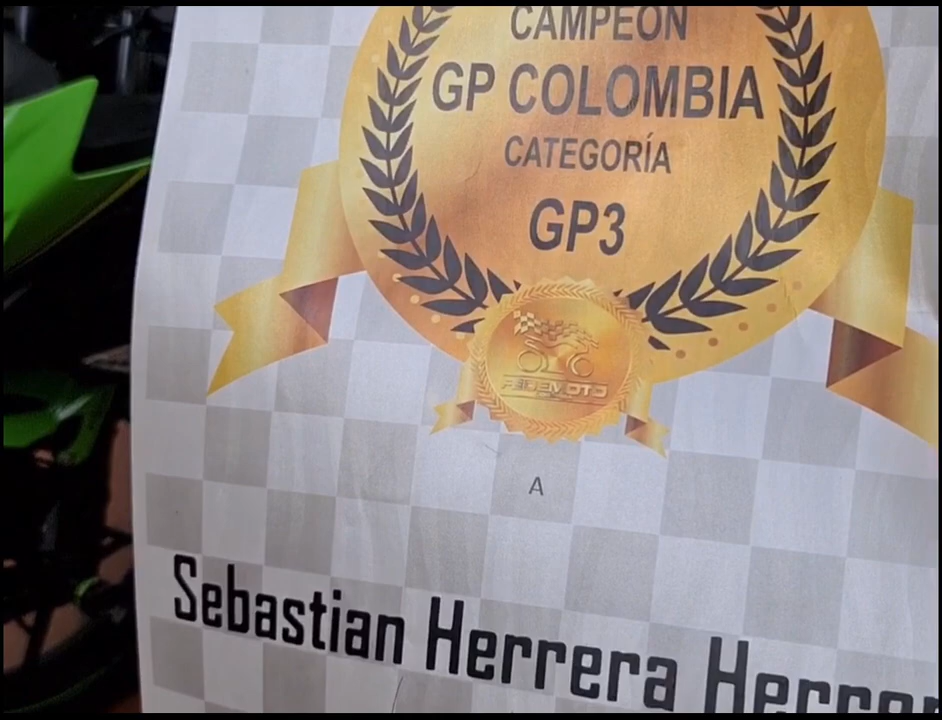 CAMPEÓN
GP COLOMBIA
CATEGORÍA
GP3
FEDEMOTO
A
Sebastian Herrera